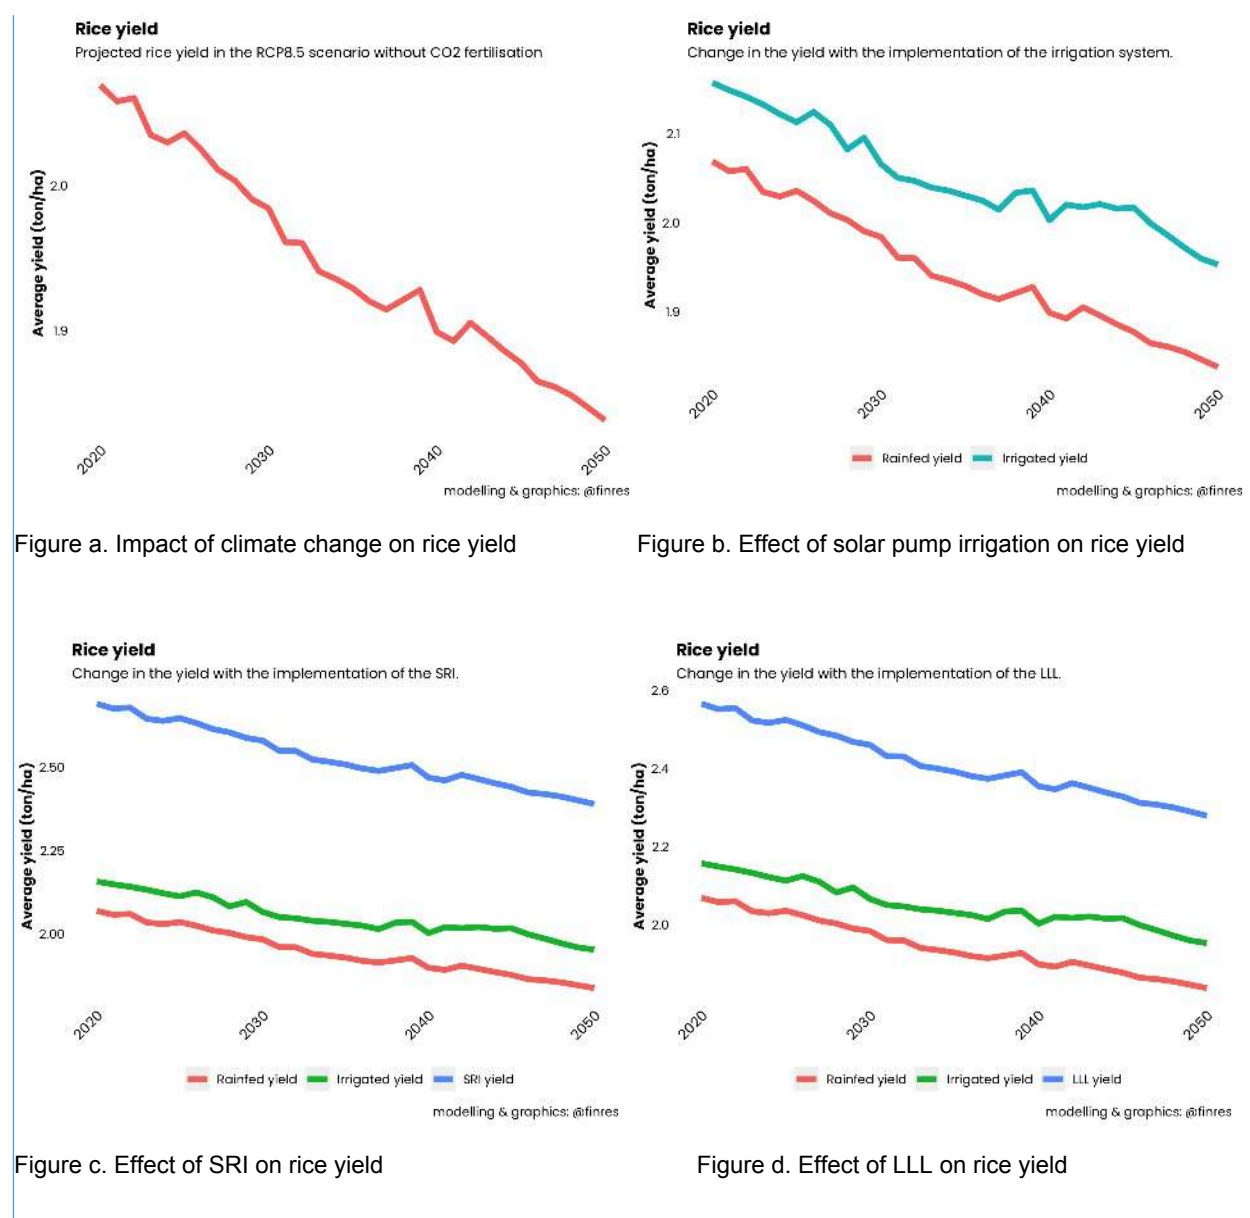 Rice yield
Projected rice yield in the RCP8.5 scenario without CO2 fertilisation
Average yield (ton/ha)
2.0
1.9
2020
2030
2040
2050
modelling & graphics: @finres
Rice yield
Change in the yield with the implementation of the irrigation system.
Average yield (ton/ha)
2.1
2.0
1.9
2020
2030
2040
2050
Rainfed yield
Irrigated yield
modelling & graphics: @finres
Figure a. Impact of climate change on rice yield
Figure b. Effect of solar pump irrigation on rice yield
Rice yield
Change in the yield with the implementation of the SRI.
Average yield (ton/ha)
2.50
2.25
2.00
2020
2030
2040
2050
Rainfed yield
Irrigated yield
SRI yield
modelling & graphics: @finres
Rice yield
Change in the yield with the implementation of the LLL.
Average yield (ton/ha)
2.6
2.4
2.2
2.0
2020
2030
2040
2050
Rainfed yield
Irrigated yield
LLL yield
modelling & graphics: @finres
Figure c. Effect of SRI on rice yield
Figure d. Effect of LLL on rice yield